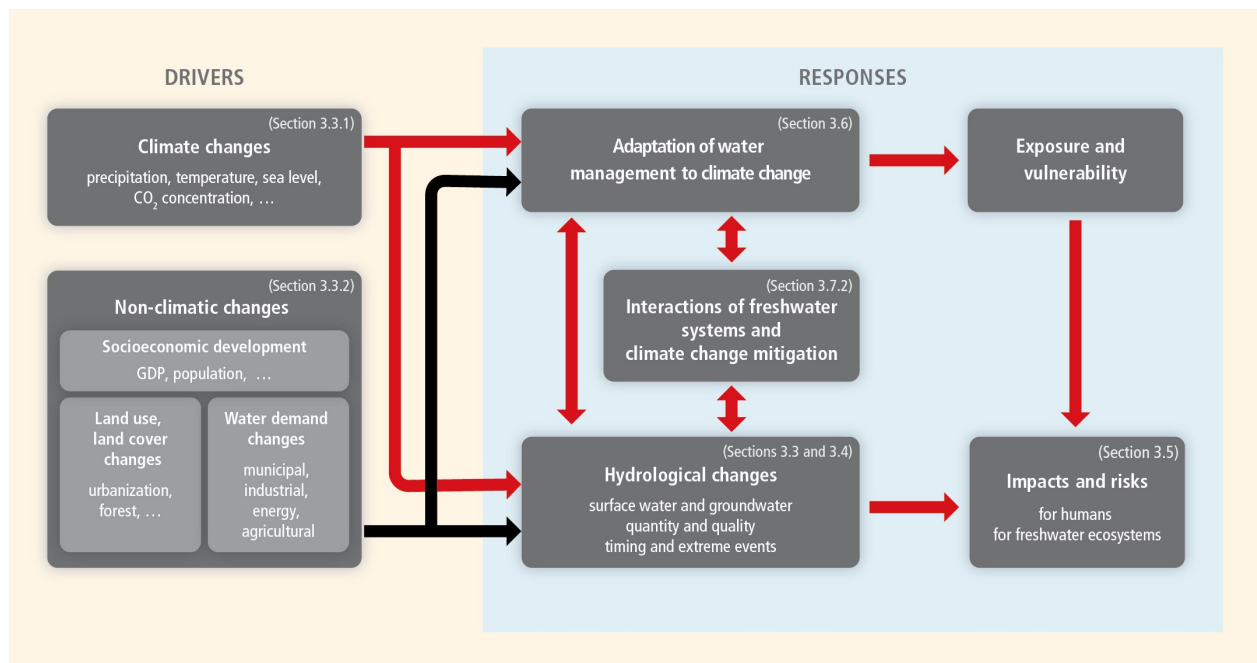 DRIVERS
RESPONSES
(Section 3.3.1)
Climate changes
precipitation, temperature, sea level,
CO₂ concentration, …
(Section 3.3.2)
Non-climatic changes
Socioeconomic development
GDP, population, …
Land use,
land cover
changes
urbanization,
forest, …
Water demand
changes
municipal,
industrial,
energy,
agricultural
(Section 3.6)
Adaptation of water
management to climate change
Exposure and
vulnerability
(Section 3.7.2)
Interactions of freshwater
systems and
climate change mitigation
(Sections 3.3 and 3.4)
Hydrological changes
surface water and groundwater
quantity and quality
timing and extreme events
(Section 3.5)
Impacts and risks
for humans
for freshwater ecosystems